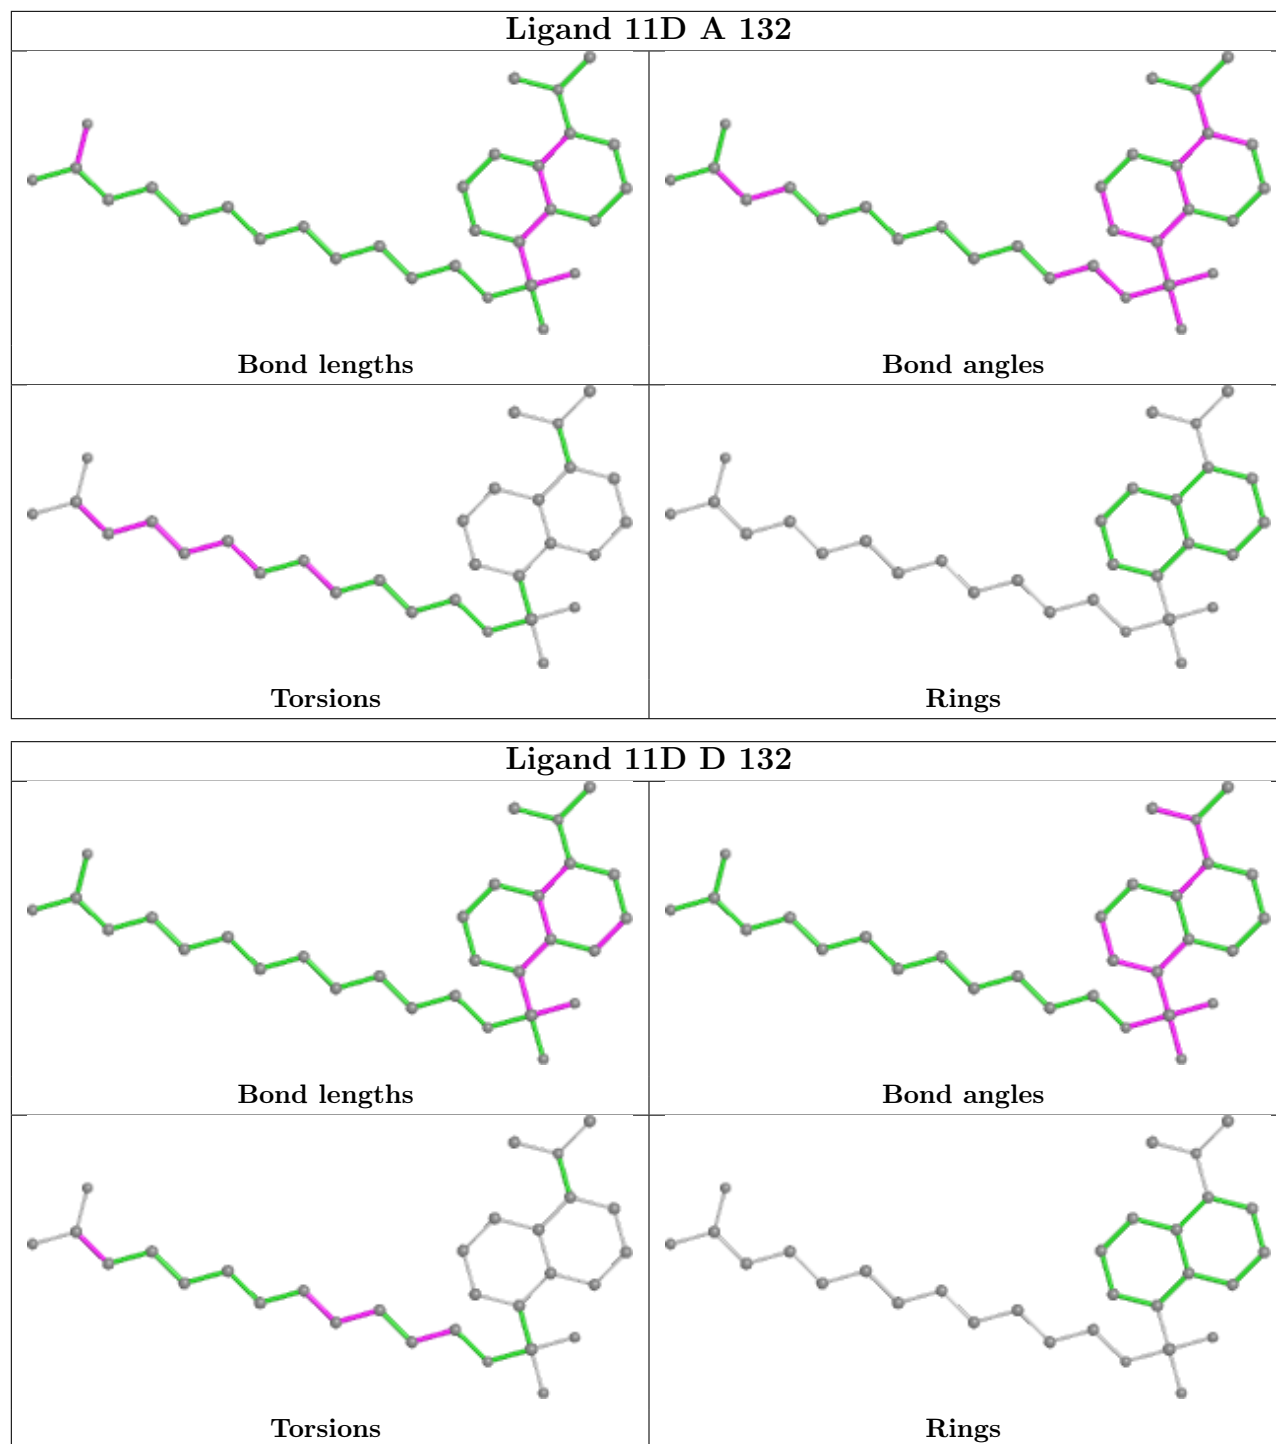 Ligand 11D A 132
Bond lengths
Bond angles
Torsions
Rings
Ligand 11D D 132
Bond lengths
Bond angles
Torsions
Rings